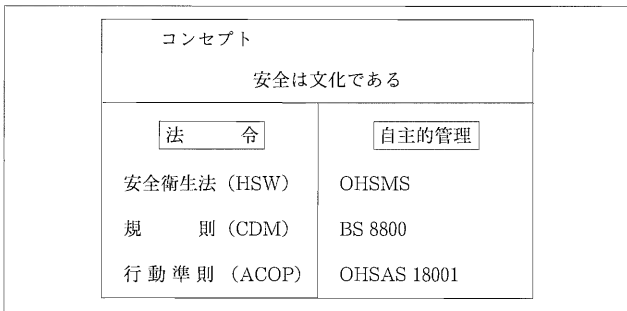 コンセプト
安全は文化である
法　　令
安全衛生法（HSW）
規　　則（CDM）
行動準則（ACOP）
自主的管理
OHSMS
BS 8800
OHSAS 18001